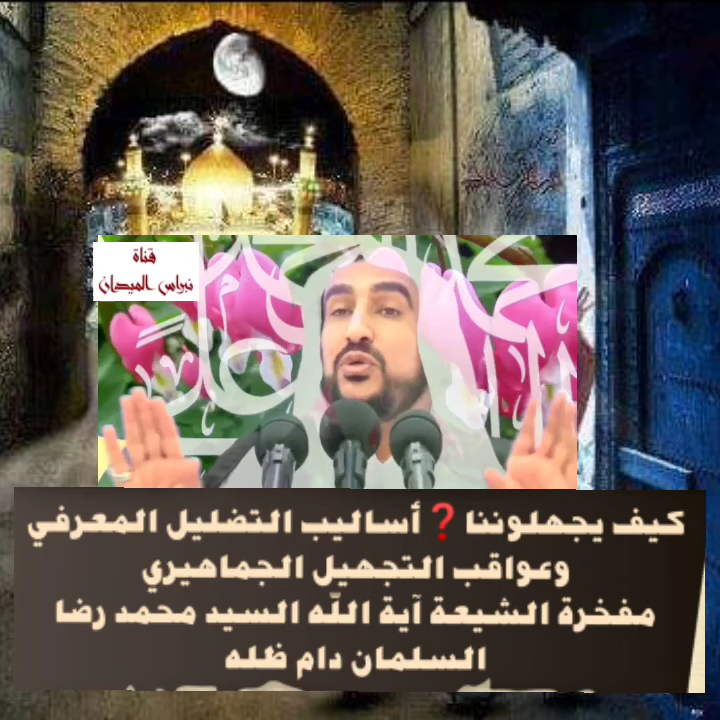 قناة
نبراس الميدان
كيف يجهلوننا❓أساليب التضليل المعرفي
وعواقب التجهيل الجماهيري
مفخرة الشيعة آية اللّه السيد محمد رضا
السلمان دام ظله